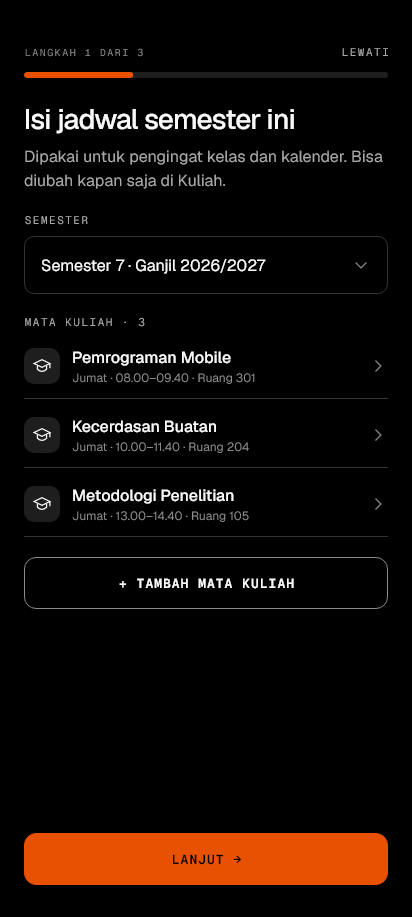 LANGKAH 1 DARI 3
LEWATI
Isi jadwal semester ini
Dipakai untuk pengingat kelas dan kalender. Bisa
diubah kapan saja di Kuliah.
SEMESTER
Semester 7 · Ganjil 2026/2027
MATA KULIAH · 3
Pemrograman Mobile
Jumat · 08.00–09.40 · Ruang 301
Kecerdasan Buatan
Jumat · 10.00–11.40 · Ruang 204
Metodologi Penelitian
Jumat · 13.00–14.40 · Ruang 105
+ TAMBAH MATA KULIAH
LANJUT →